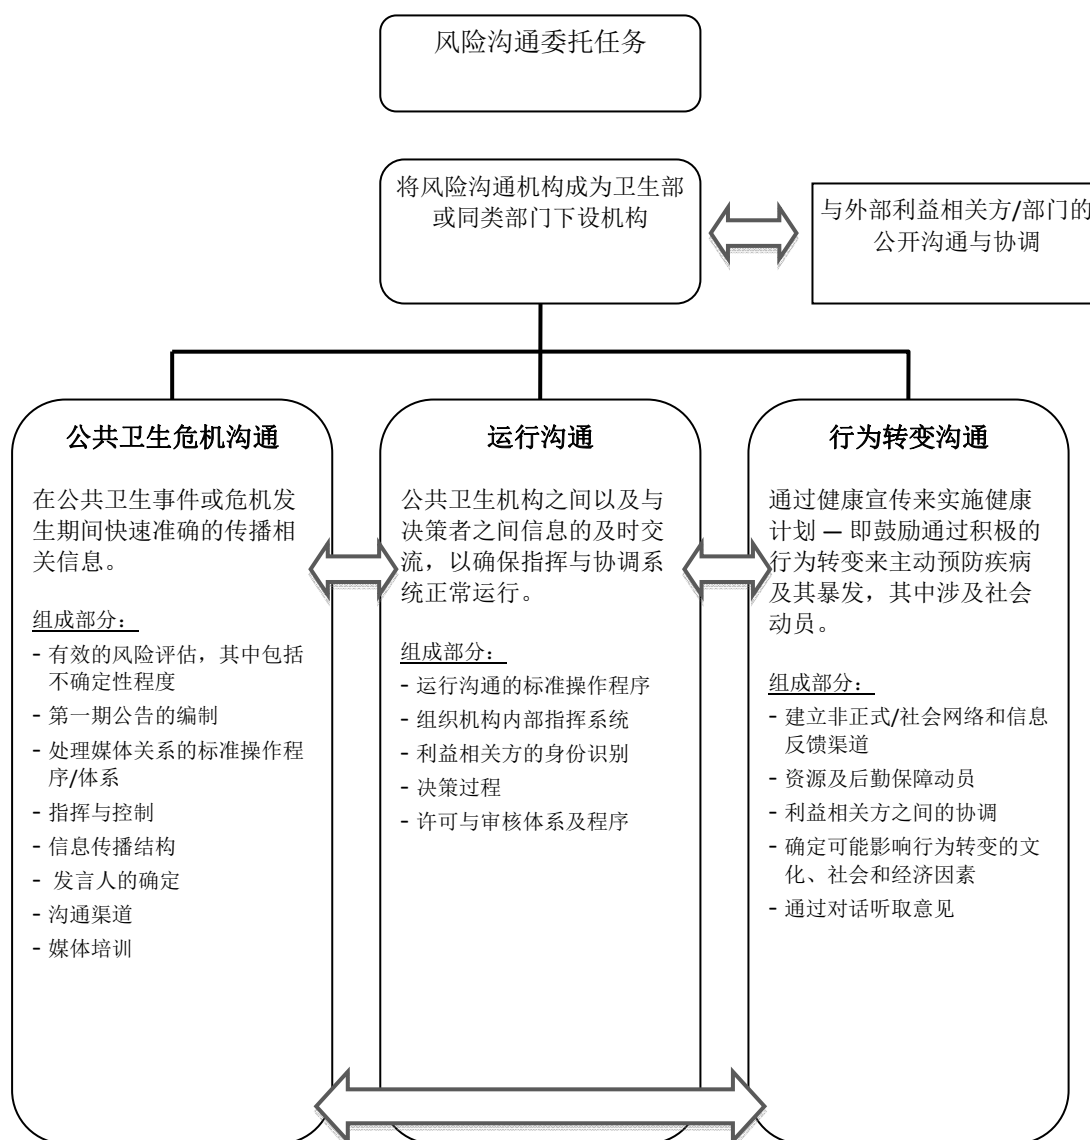 风险沟通委托任务
将风险沟通机构成为卫生部
或同类部门下设机构
与外部利益相关方/部门的
公开沟通与协调
公共卫生危机沟通
在公共卫生事件或危机发
生期间快速准确的传播相
关信息。
组成部分：
- 有效的风险评估，其中包括
不确定性程度
- 第一期公告的编制
- 处理媒体关系的标准操作程
序/体系
- 指挥与控制
- 信息传播结构
- 发言人的确定
- 沟通渠道
- 媒体培训
运行沟通
公共卫生机构之间以及与
决策者之间信息的及时交
流，以确保指挥与协调系
统正常运行。
组成部分：
- 运行沟通的标准操作程序
- 组织机构内部指挥系统
- 利益相关方的身份识别
- 决策过程
- 许可与审核体系及程序
行为转变沟通
通过健康宣传来实施健康
计划 — 即鼓励通过积极的
行为转变来主动预防疾病
及其暴发，其中涉及社会
动员。
组成部分：
- 建立非正式/社会网络和信息
反馈渠道
- 资源及后勤保障动员
- 利益相关方之间的协调
- 确定可能影响行为转变的文
化、社会和经济因素
- 通过对话听取意见